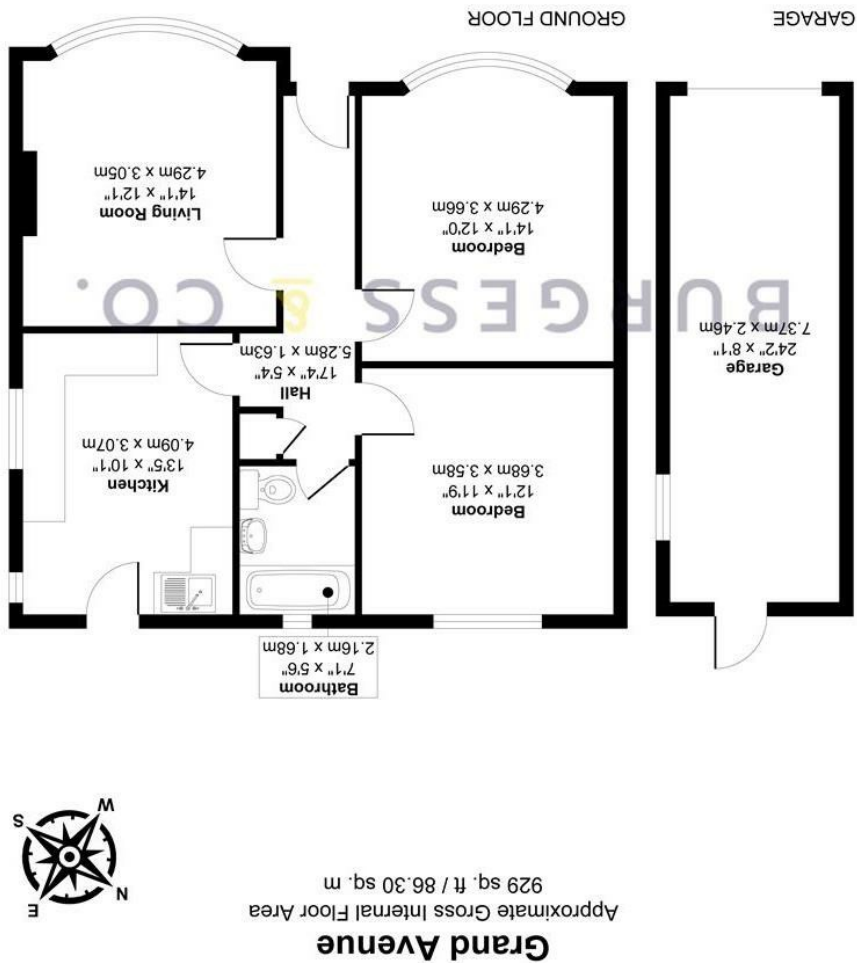 Grand Avenue
Approximate Gross Internal Floor Area
929 sq. ft / 86.30 sq. m
N
E
S
W
Bathroom
7'1" x 5'6"
2.16m x 1.68m
Bedroom
12'1" x 11'9"
3.68m x 3.58m
Kitchen
13'5" x 10'1"
4.09m x 3.07m
Hall
17'4" x 5'4"
5.28m x 1.63m
Garage
24'2" x 8'1"
7.37m x 2.46m
BURGESS & CO.
Bedroom
14'1" x 12'0"
4.29m x 3.66m
Living Room
14'1" x 12'1"
4.29m x 3.05m
GARAGE
GROUND FLOOR